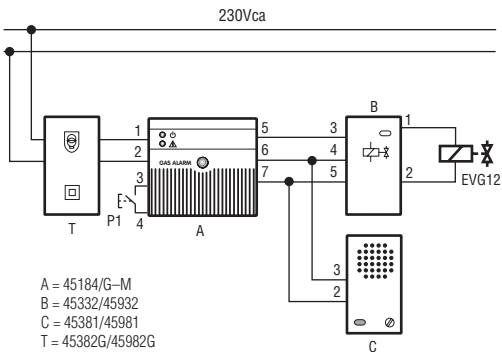 230Vca
B
1 5 3 1
GAS ALARM
2 6 4
3 7 5 2
EVG12
P1 4
T A
3
2
A = 45184/G–M
B = 45332/45932
C = 45381/45981
T = 45382G/45982G
C